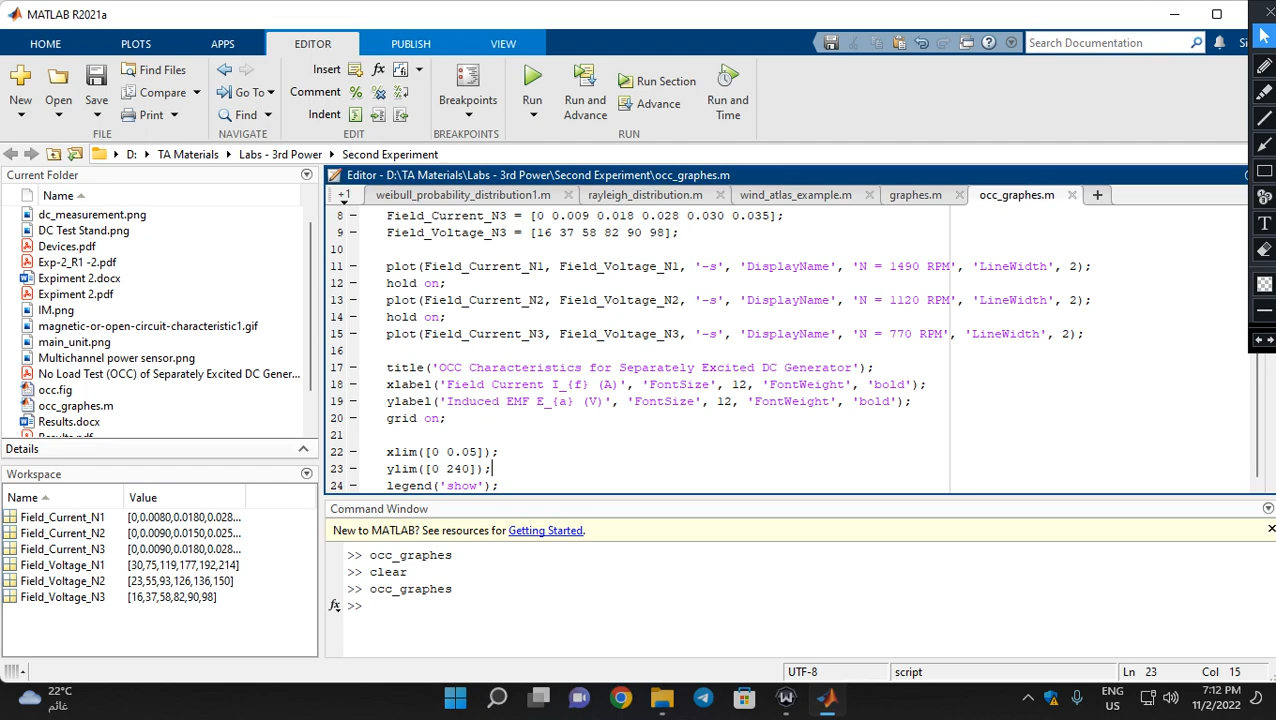 MATLAB R2021a
HOME PLOTS APPS EDITOR PUBLISH VIEW
Search Documentation
Si
New Open Save
Find Files
Compare
Print
FILE
Go To
Find
NAVIGATE
Insert
Comment
Indent
EDIT
Breakpoints
BREAKPOINTS
Run
Run and Advance
Run Section
Advance
Run and Time
RUN
D: TA Materials Labs - 3rd Power Second Experiment
Current Folder
Name
dc_measurement.png
DC Test Stand.png
Devices.pdf
Exp-2_R1 -2.pdf
Expiment 2.docx
Expiment 2.pdf
IM.png
magnetic-or-open-circuit-characteristic1.gif
main_unit.png
Multichannel power sensor.png
No Load Test (OCC) of Separately Excited DC Gener...
occ.fig
occ_graphes.m
Results.docx
Results.pdf
Details
Workspace
Name Value
Field_Current_N1 [0,0.0080,0.0180,0.028...
Field_Current_N2 [0,0.0090,0.0150,0.025...
Field_Current_N3 [0,0.0090,0.0180,0.028...
Field_Voltage_N1 [30,75,119,177,192,214]
Field_Voltage_N2 [23,55,93,126,136,150]
Field_Voltage_N3 [16,37,58,82,90,98]
Editor - D:\TA Materials\Labs - 3rd Power\Second Experiment\occ_graphes.m
+1 weibull_probability_distribution1.m rayleigh_distribution.m wind_atlas_example.m graphes.m occ_graphes.m
8 Field_Current_N3 = [0 0.009 0.018 0.028 0.030 0.035];
9 Field_Voltage_N3 = [16 37 58 82 90 98];
10
11 plot(Field_Current_N1, Field_Voltage_N1, '-s', 'DisplayName', 'N = 1490 RPM', 'LineWidth', 2);
12 hold on;
13 plot(Field_Current_N2, Field_Voltage_N2, '-s', 'DisplayName', 'N = 1120 RPM', 'LineWidth', 2);
14 hold on;
15 plot(Field_Current_N3, Field_Voltage_N3, '-s', 'DisplayName', 'N = 770 RPM', 'LineWidth', 2);
16
17 title('OCC Characteristics for Separately Excited DC Generator');
18 xlabel('Field Current I_{f} (A)', 'FontSize', 12, 'FontWeight', 'bold');
19 ylabel('Induced EMF E_{a} (V)', 'FontSize', 12, 'FontWeight', 'bold');
20 grid on;
21
22 xlim([0 0.05]);
23 ylim([0 240]);
24 legend('show');
Command Window
New to MATLAB? See resources for Getting Started.
>> occ_graphes
>> clear
>> occ_graphes
fx >>
UTF-8 script Ln 23 Col 15
22°C
غائم
ENG
US
7:12 PM
11/2/2022